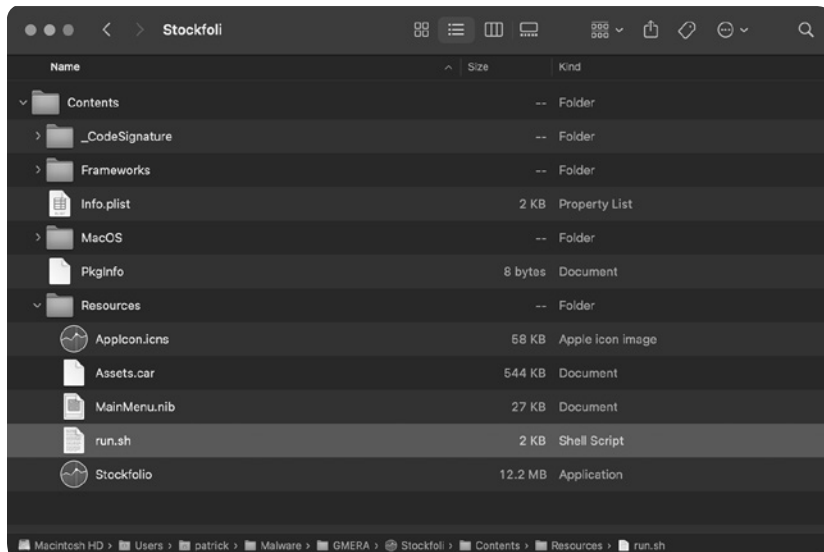 Stockfoli
Name Size Kind
Contents -- Folder
_CodeSignature -- Folder
Frameworks -- Folder
Info.plist 2 KB Property List
MacOS -- Folder
PkgInfo 8 bytes Document
Resources -- Folder
AppIcon.icns 58 KB Apple icon image
Assets.car 544 KB Document
MainMenu.nib 27 KB Document
run.sh 2 KB Shell Script
Stockfolio 12.2 MB Application
Macintosh HD › Users › patrick › Malware › GMERA › Stockfoli › Contents › Resources › run.sh